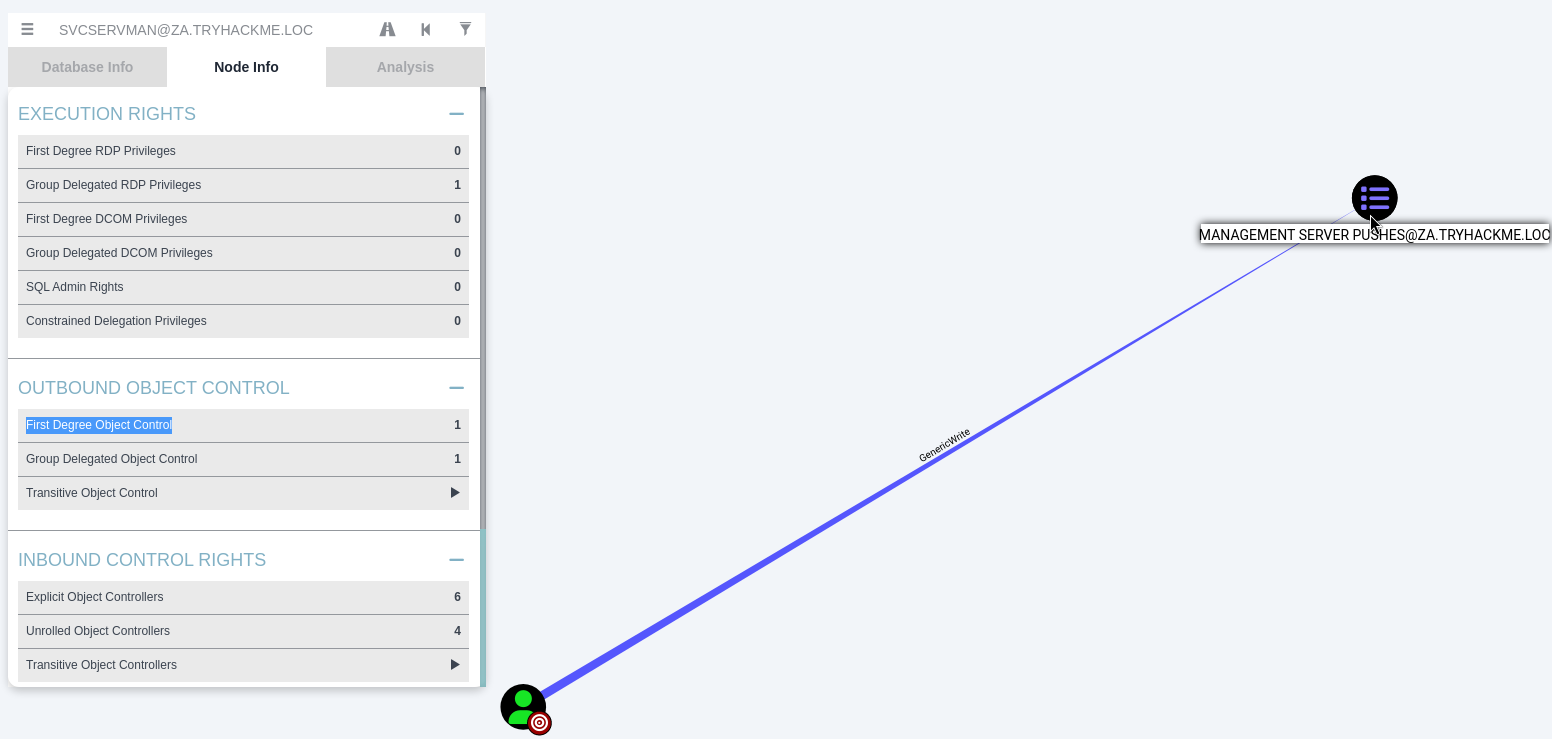 SVCSERVMAN@ZA.TRYHACKME.LOC
Database Info
Node Info
Analysis
EXECUTION RIGHTS
First Degree RDP Privileges 0
Group Delegated RDP Privileges 1
First Degree DCOM Privileges 0
Group Delegated DCOM Privileges 0
SQL Admin Rights 0
Constrained Delegation Privileges 0
OUTBOUND OBJECT CONTROL
First Degree Object Control 1
Group Delegated Object Control 1
Transitive Object Control
INBOUND CONTROL RIGHTS
Explicit Object Controllers 6
Unrolled Object Controllers 4
Transitive Object Controllers
MANAGEMENT SERVER PUSHES@ZA.TRYHACKME.LOC
GenericWrite